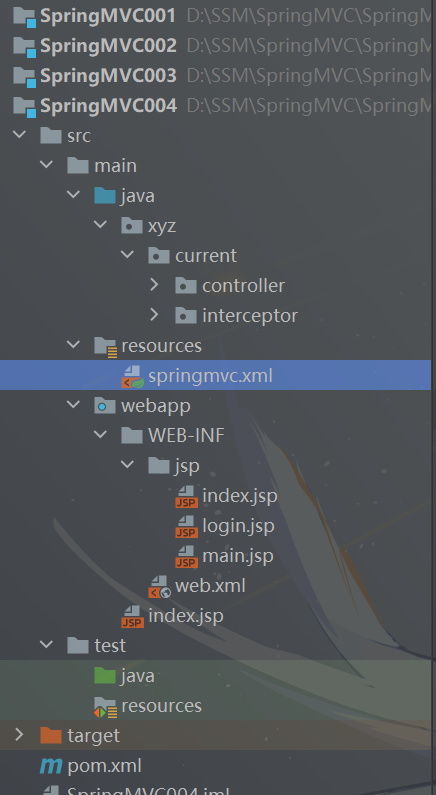 SpringMVC001 D:\SSM\SpringMVC\SpringM
SpringMVC002 D:\SSM\SpringMVC\SpringM
SpringMVC003 D:\SSM\SpringMVC\SpringM
SpringMVC004 D:\SSM\SpringMVC\SpringM
src
main
java
xyz
current
controller
interceptor
resources
springmvc.xml
webapp
WEB-INF
jsp
JSP index.jsp
JSP login.jsp
JSP main.jsp
web.xml
JSP index.jsp
test
java
resources
target
m pom.xml
SpringMVC004.iml